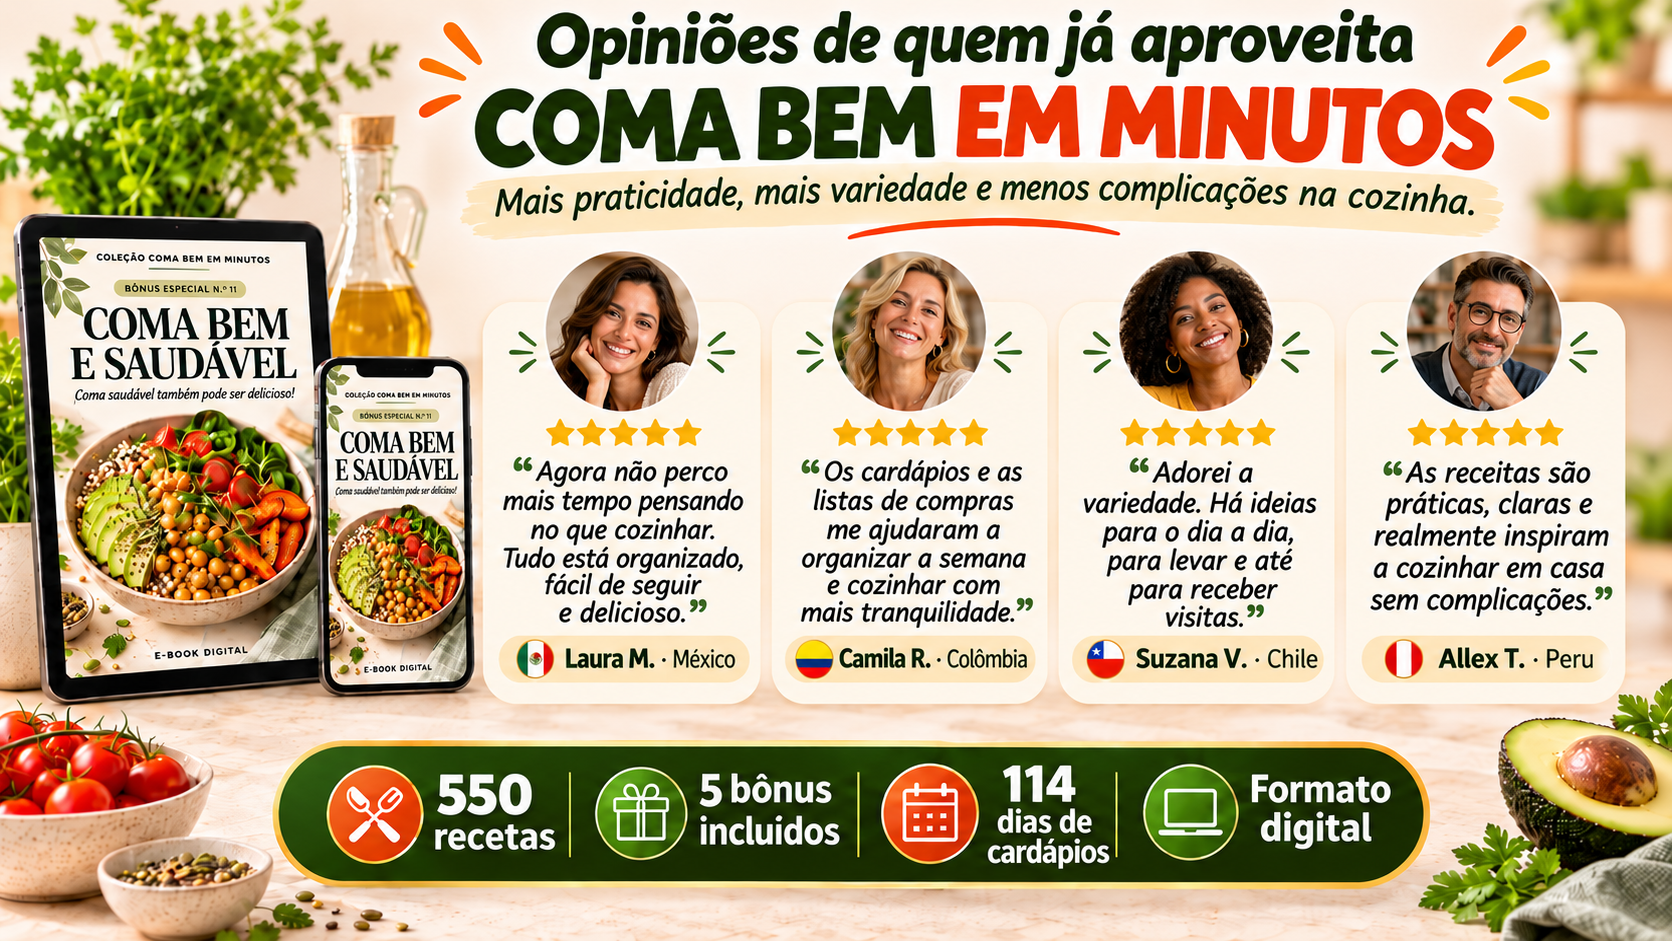 Opiniões de quem já aproveita
COMA BEM EM MINUTOS
Mais praticidade, mais variedade e menos complicações na cozinha.
COLEÇÃO COMA BEM EM MINUTOS
BÔNUS ESPECIAL N.º 11
COMA BEM
E SAUDÁVEL
Coma saudável também pode ser delicioso!
E-BOOK DIGITAL
COLEÇÃO COMA BEM EM MINUTOS
BÔNUS ESPECIAL N.º 11
COMA BEM
E SAUDÁVEL
Coma saudável também pode ser delicioso!
E-BOOK DIGITAL
“Agora não perco
mais tempo pensando
no que cozinhar.
Tudo está organizado,
fácil de seguir
e delicioso.”
Laura M. · México
“Os cardápios e as
listas de compras
me ajudaram a
organizar a semana
e cozinhar com
mais tranquilidade.”
Camila R. · Colômbia
“Adorei a
variedade. Há ideias
para o dia a dia,
para levar e até
para receber
visitas.”
Suzana V. · Chile
“As receitas são
práticas, claras e
realmente inspiram
a cozinhar em casa
sem complicações.”
Allex T. · Peru
550
recetas
5 bônus
incluidos
114
dias de
cardápios
Formato
digital